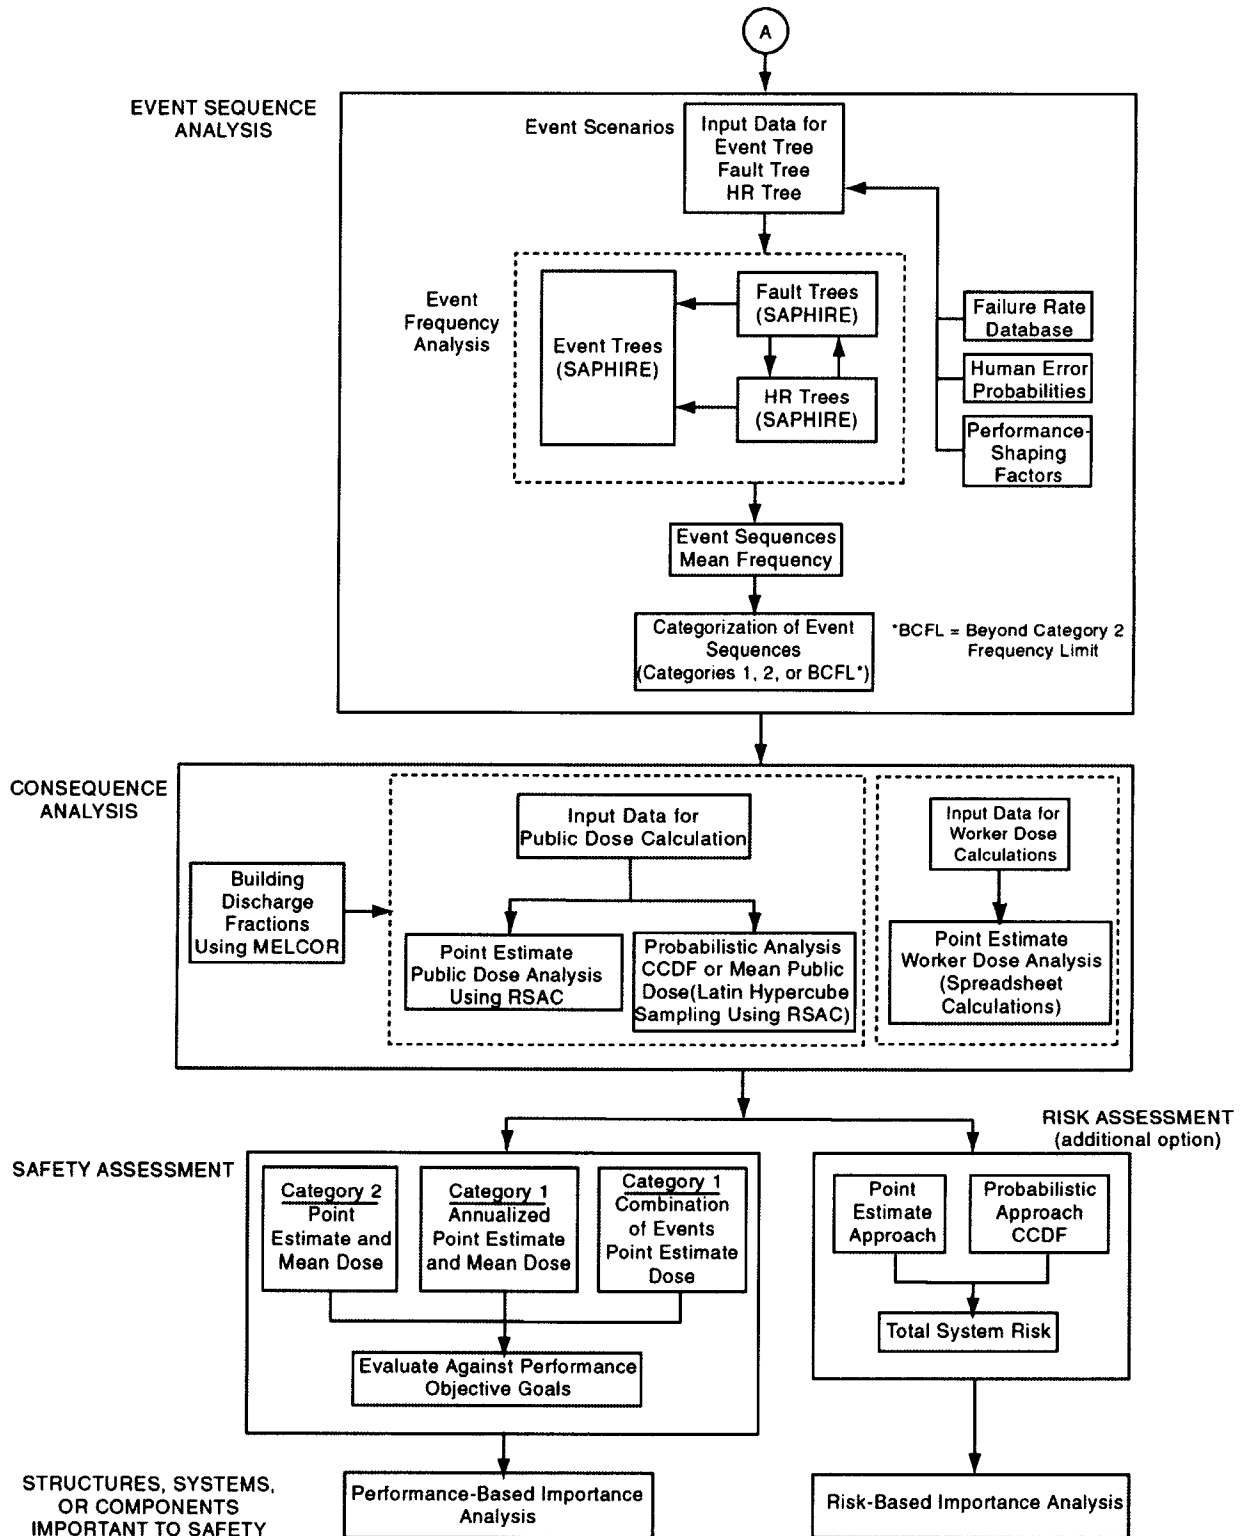 A
EVENT SEQUENCE
ANALYSIS
Event Scenarios
Input Data for
Event Tree
Fault Tree
HR Tree
Event
Frequency
Analysis
Event Trees
(SAPHIRE)
Fault Trees
(SAPHIRE)
HR Trees
(SAPHIRE)
Failure Rate
Database
Human Error
Probabilities
Performance-
Shaping
Factors
Event Sequences
Mean Frequency
Categorization of Event
Sequences
(Categories 1, 2, or BCFL*)
*BCFL = Beyond Category 2
Frequency Limit
CONSEQUENCE
ANALYSIS
Building
Discharge
Fractions
Using MELCOR
Input Data for
Public Dose Calculation
Point Estimate
Public Dose Analysis
Using RSAC
Probabilistic Analysis
CCDF or Mean Public
Dose(Latin Hypercube
Sampling Using RSAC)
Input Data for
Worker Dose
Calculations
Point Estimate
Worker Dose Analysis
(Spreadsheet
Calculations)
SAFETY ASSESSMENT
Category 2
Point
Estimate and
Mean Dose
Category 1
Annualized
Point Estimate
and Mean Dose
Category 1
Combination
of Events
Point Estimate
Dose
Evaluate Against Performance
Objective Goals
RISK ASSESSMENT
(additional option)
Point
Estimate
Approach
Probabilistic
Approach
CCDF
Total System Risk
STRUCTURES, SYSTEMS,
OR COMPONENTS
IMPORTANT TO SAFETY
Performance-Based Importance
Analysis
Risk-Based Importance Analysis